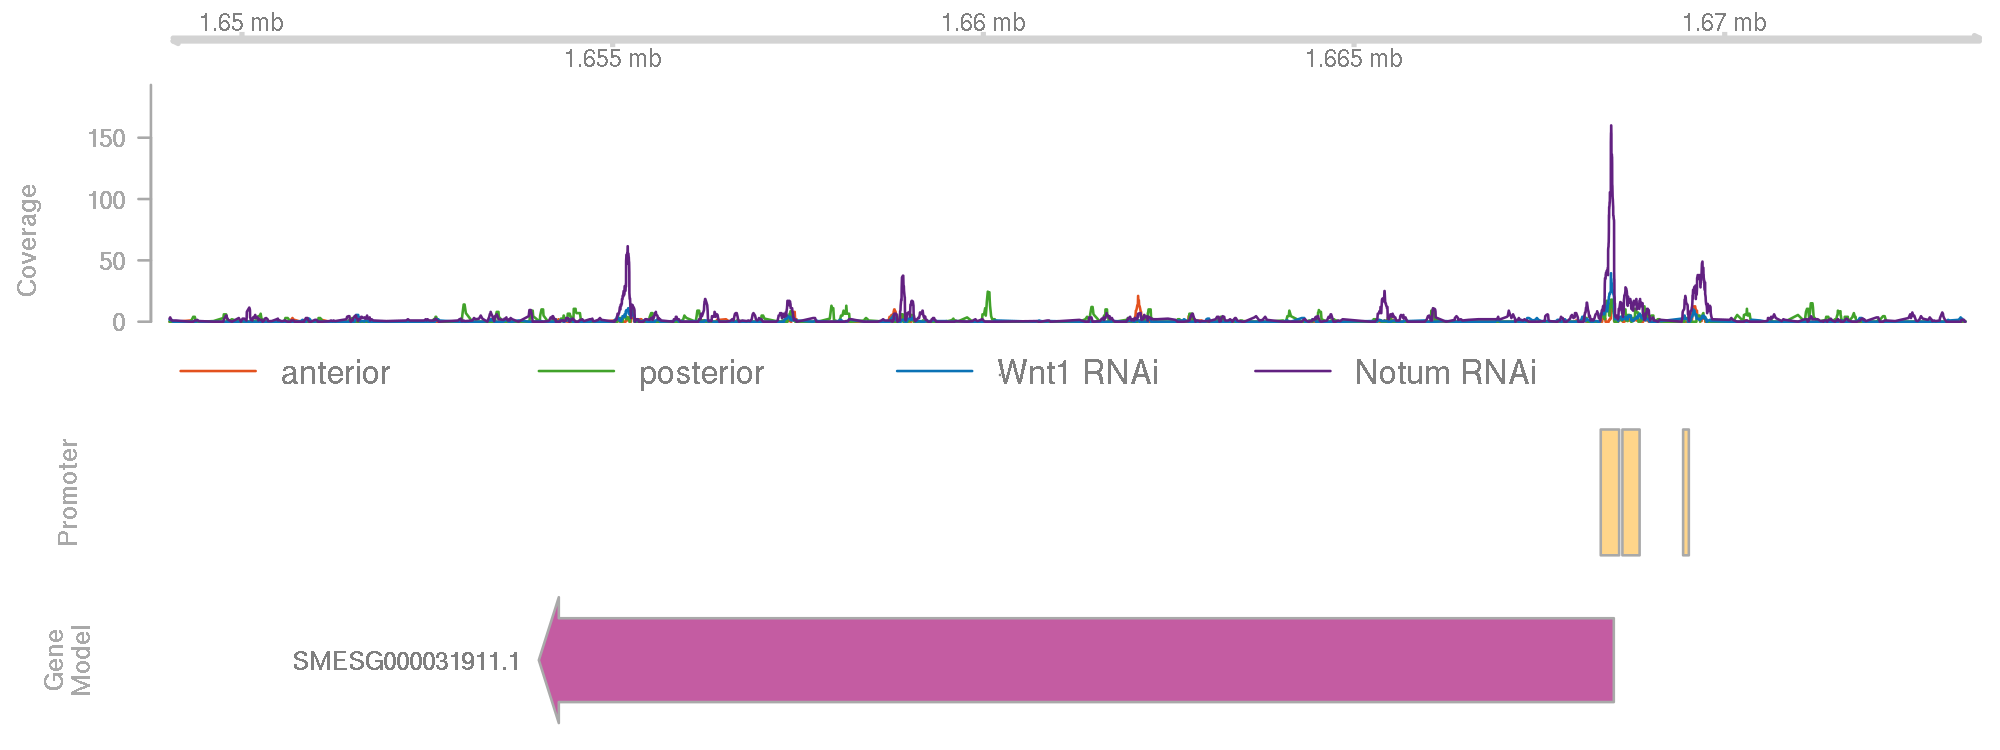 1.65 mb
1.66 mb
1.67 mb
1.655 mb
1.665 mb
Coverage
150
100
50
0
anterior
posterior
Wnt1 RNAi
Notum RNAi
Promoter
Gene
Model
SMESG000031911.1